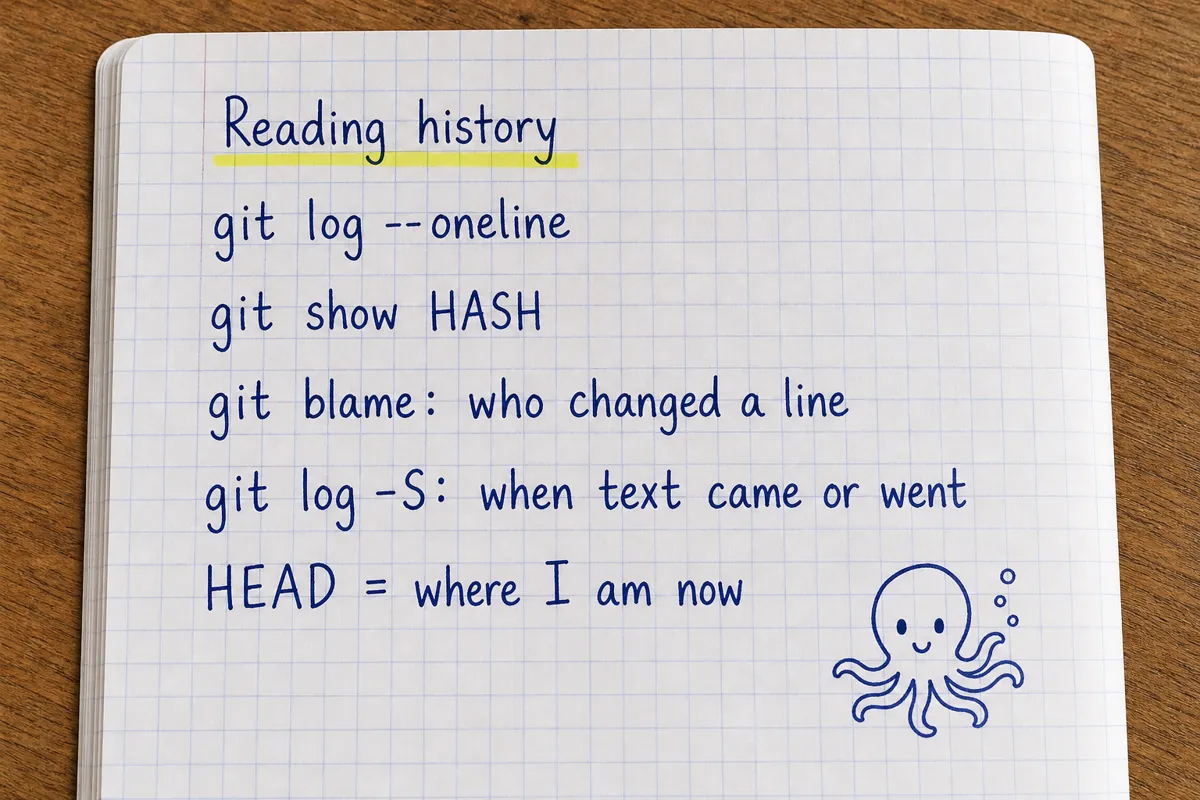 Reading history
git log --oneline
git show HASH
git blame: who changed a line
git log -S: when text came or went
HEAD = where I am now